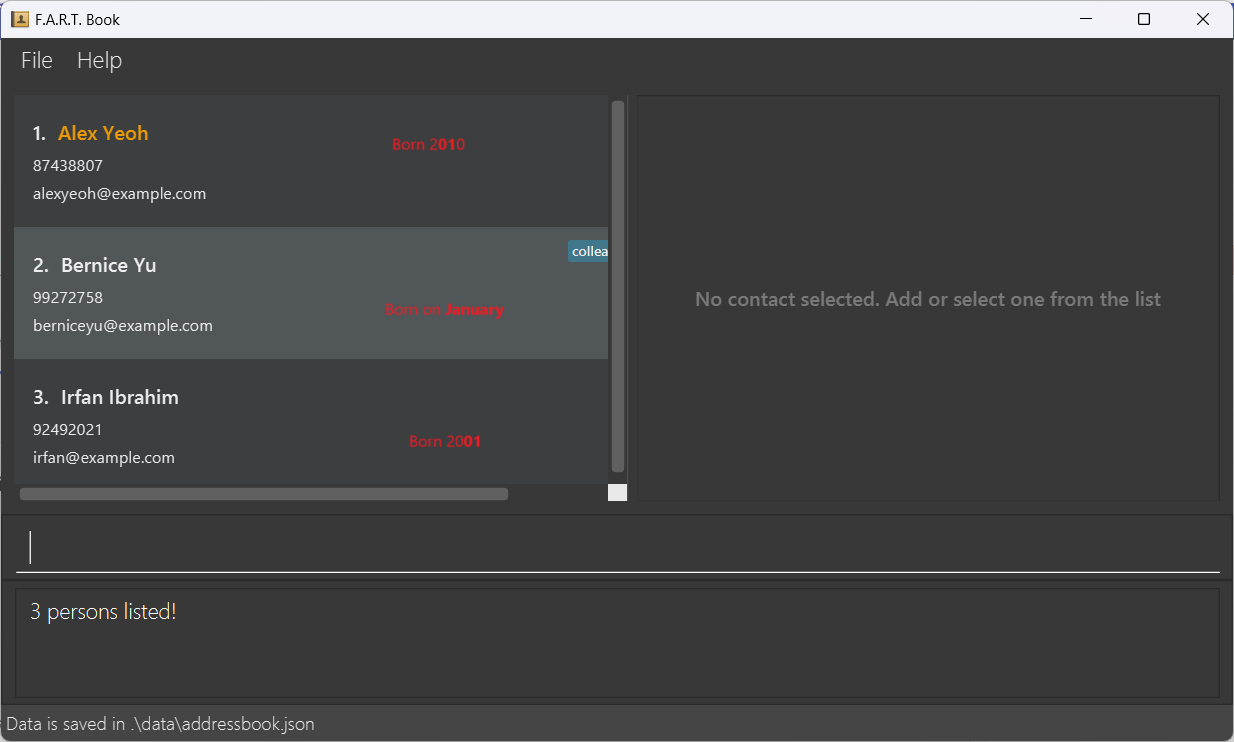 F.A.R.T. Book
File Help
1. Alex Yeoh
87438807
alexyeoh@example.com
Born 2010
2. Bernice Yu
99272758
berniceyu@example.com
collea
Born on January
3. Irfan Ibrahim
92492021
irfan@example.com
Born 2001
No contact selected. Add or select one from the list
3 persons listed!
Data is saved in .\data\addressbook.json